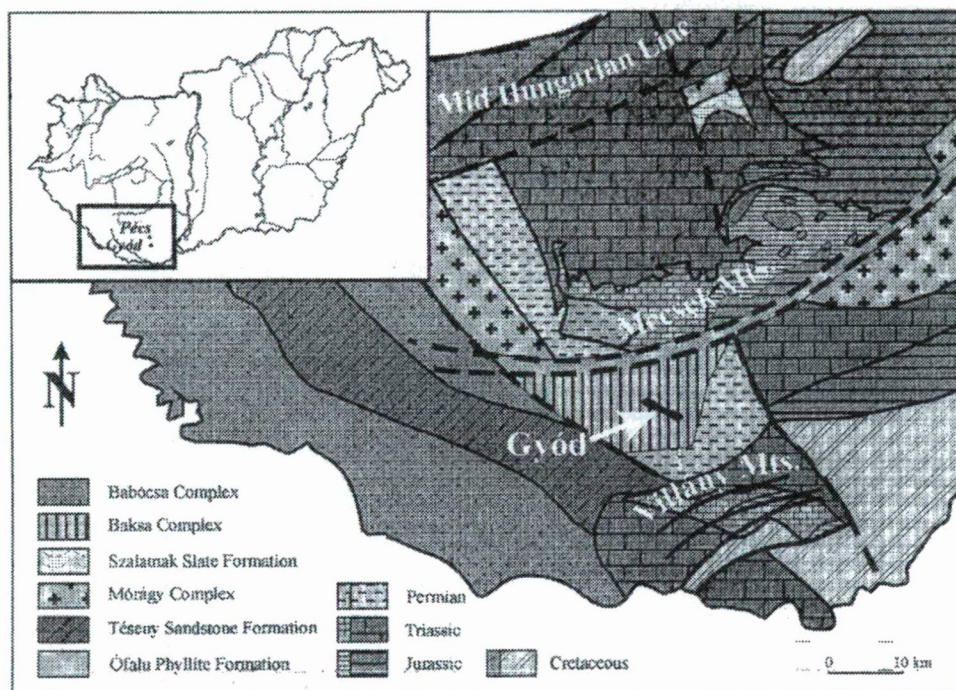 Mid-Hungarian Line
Pécs
Gyód
Mecsek Mts.
N
Gyód
Villány Mts.
Babócsa Complex
Baksa Complex
Szalatnak Slate Formation
Mórágy Complex
Téseny Sandstone Formation
Ófalu Phyllite Formation
Permian
Triassic
Jurassic
Cretaceous
0 10 km